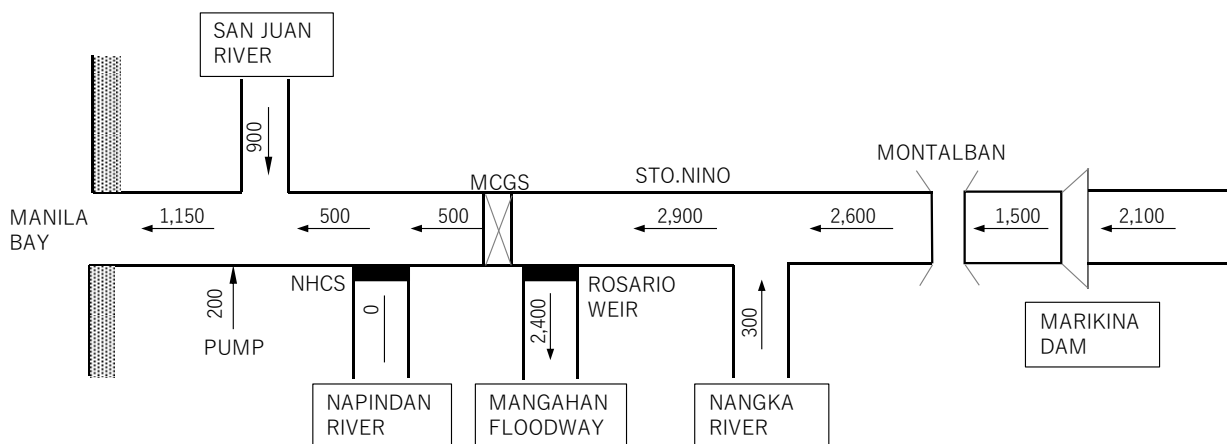 SAN JUAN
RIVER
900
MONTALBAN
MCGS
STO.NINO
MANILA
BAY
1,150
500
500
2,900
2,600
1,500
2,100
NHCS
ROSARIO
WEIR
200
0
2,400
300
PUMP
MARIKINA
DAM
NAPINDAN
RIVER
MANGAHAN
FLOODWAY
NANGKA
RIVER